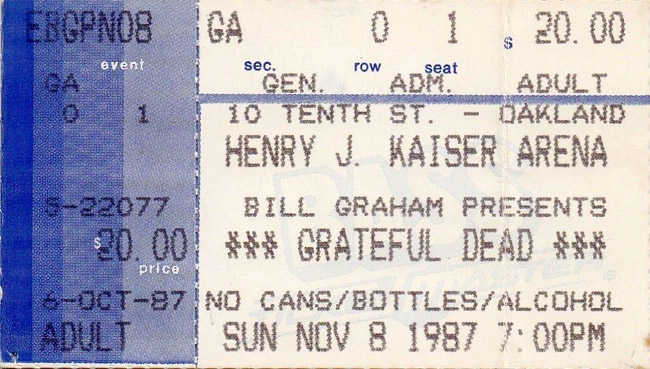 EBGPN08 GA 0 1 $ 20.00
event sec. row seat
GA GEN. ADM. ADULT
0 1 10 TENTH ST. - OAKLAND
HENRY J. KAISER ARENA
S-22077 BILL GRAHAM PRESENTS
$ 20.00 *** GRATEFUL DEAD ***
price
6-OCT-87 NO CANS/BOTTLES/ALCOHOL
ADULT SUN NOV 8 1987 7:00PM
BASS